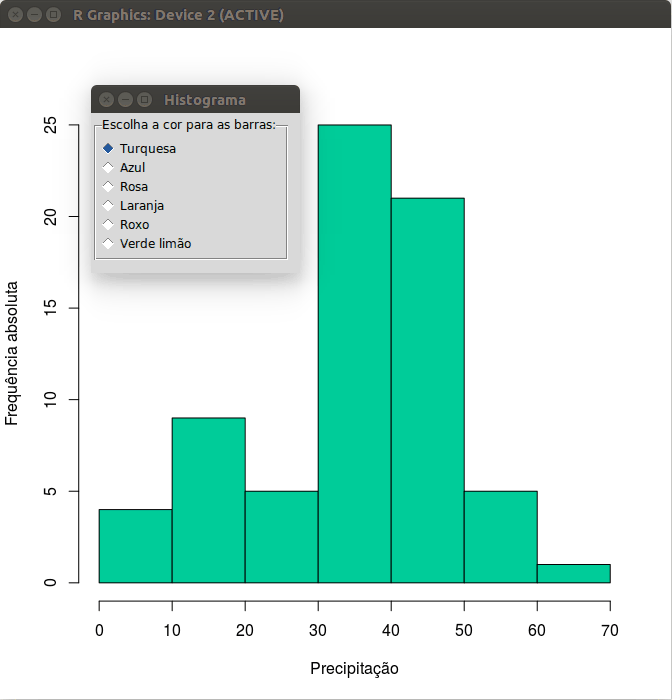 R Graphics: Device 2 (ACTIVE)
Histograma
Escolha a cor para as barras:
Turquesa
Azul
Rosa
Laranja
Roxo
Verde limão
Frequência absoluta
25
20
15
10
5
0
0 10 20 30 40 50 60 70
Precipitação